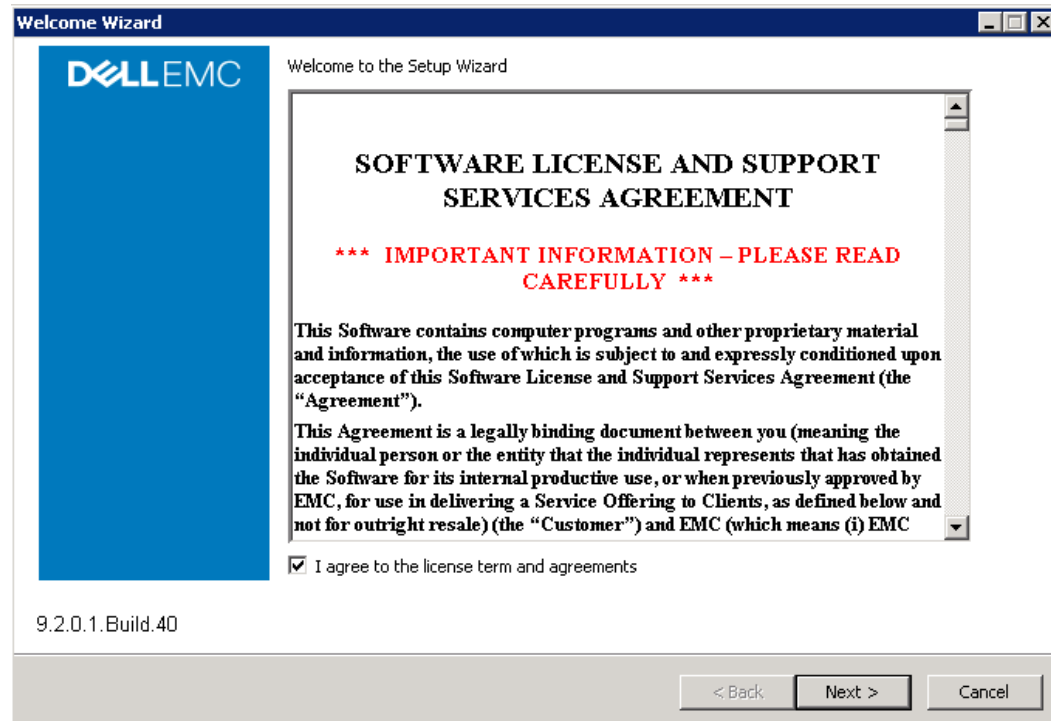 Welcome Wizard
DELLEMC
Welcome to the Setup Wizard
SOFTWARE LICENSE AND SUPPORT
SERVICES AGREEMENT
*** IMPORTANT INFORMATION – PLEASE READ
CAREFULLY ***
This Software contains computer programs and other proprietary material
and information, the use of which is subject to and expressly conditioned upon
acceptance of this Software License and Support Services Agreement (the
“Agreement”).
This Agreement is a legally binding document between you (meaning the
individual person or the entity that the individual represents that has obtained
the Software for its internal productive use, or when previously approved by
EMC, for use in delivering a Service Offering to Clients, as defined below and
not for outright resale) (the “Customer”) and EMC (which means (i) EMC
I agree to the license term and agreements
9.2.0.1.Build.40
< Back
Next >
Cancel